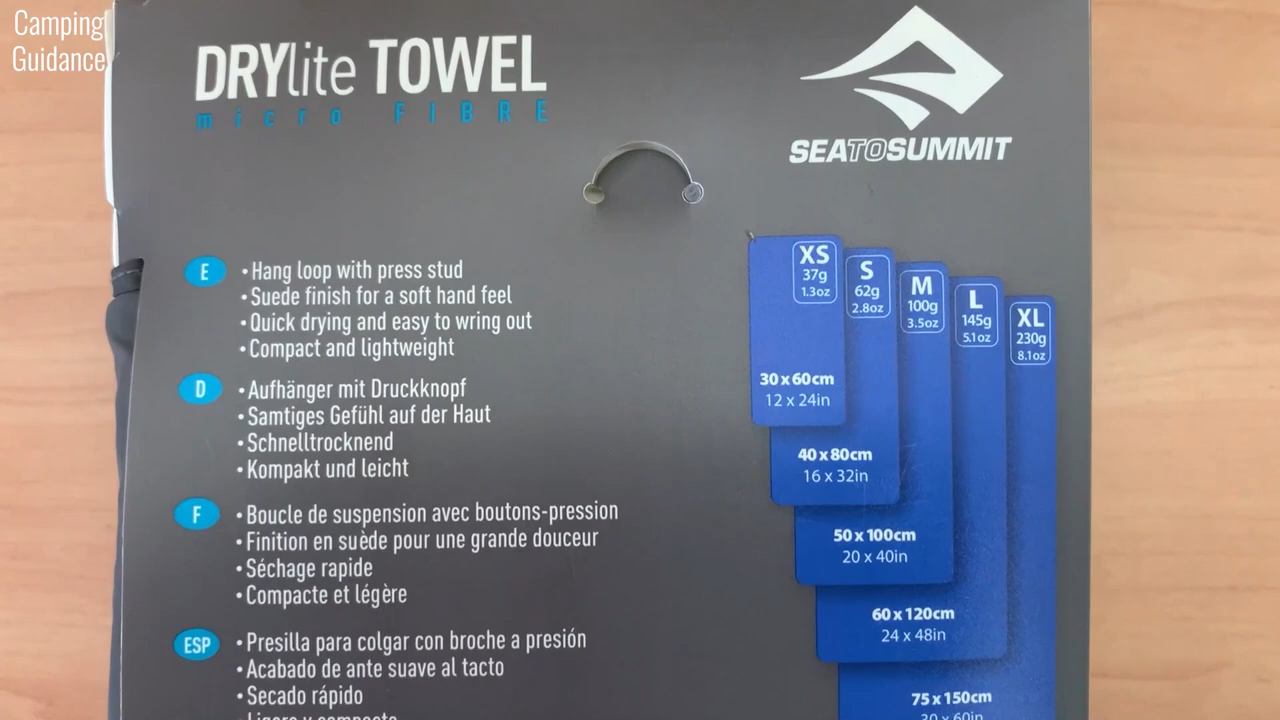 Camping
Guidance
DRYlite TOWEL
micro FIBRE
SEATOSUMMIT
E
• Hang loop with press stud
• Suede finish for a soft hand feel
• Quick drying and easy to wring out
• Compact and lightweight
D
• Aufhänger mit Druckknopf
• Samtiges Gefühl auf der Haut
• Schnelltrocknend
• Kompakt und leicht
F
• Boucle de suspension avec boutons-pression
• Finition en suède pour une grande douceur
• Séchage rapide
• Compacte et légère
ESP
• Presilla para colgar con broche a presión
• Acabado de ante suave al tacto
• Secado rápido
• Ligero y compacto
XS
37g
1.3oz
30 x 60cm
12 x 24in
S
62g
2.8oz
40 x 80cm
16 x 32in
M
100g
3.5oz
50 x 100cm
20 x 40in
L
145g
5.1oz
60 x 120cm
24 x 48in
XL
230g
8.1oz
75 x 150cm
30 x 60in